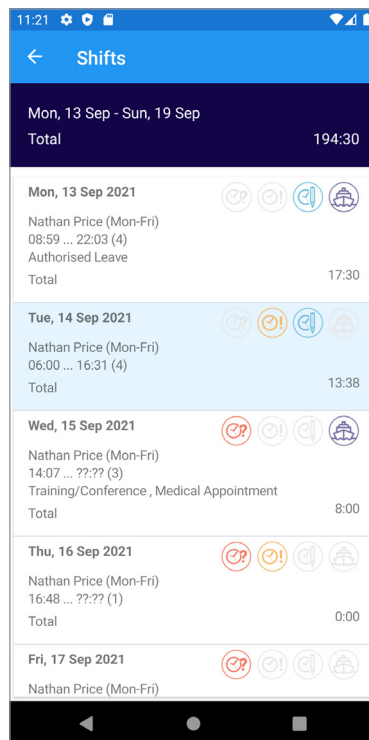 11:21
Shifts
Mon, 13 Sep - Sun, 19 Sep
Total 194:30
Mon, 13 Sep 2021
Nathan Price (Mon-Fri)
08:59 ... 22:03 (4)
Authorised Leave
Total 17:30
Tue, 14 Sep 2021
Nathan Price (Mon-Fri)
06:00 ... 16:31 (4)
Total 13:38
Wed, 15 Sep 2021
Nathan Price (Mon-Fri)
14:07 ... ??:?? (3)
Training/Conference , Medical Appointment
Total 8:00
Thu, 16 Sep 2021
Nathan Price (Mon-Fri)
16:48 ... ??:?? (1)
Total 0:00
Fri, 17 Sep 2021
Nathan Price (Mon-Fri)